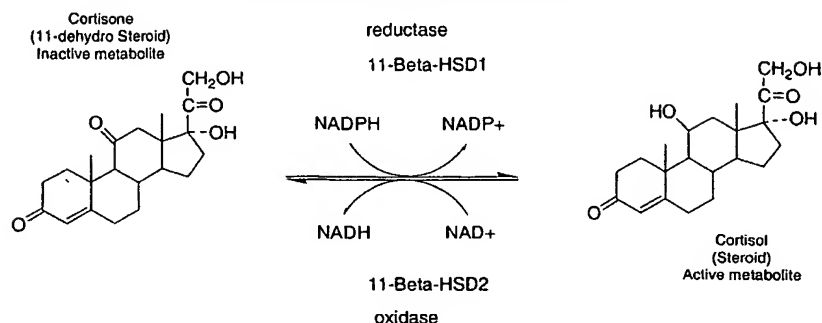 Cortisone
(11-dehydro Steroid)
Inactive metabolite
CH2OH
C=O
OH
O
O
reductase
11-Beta-HSD1
NADPH
NADP+
NADH
NAD+
11-Beta-HSD2
oxidase
CH2OH
C=O
OH
HO
O
Cortisol
(Steroid)
Active metabolite